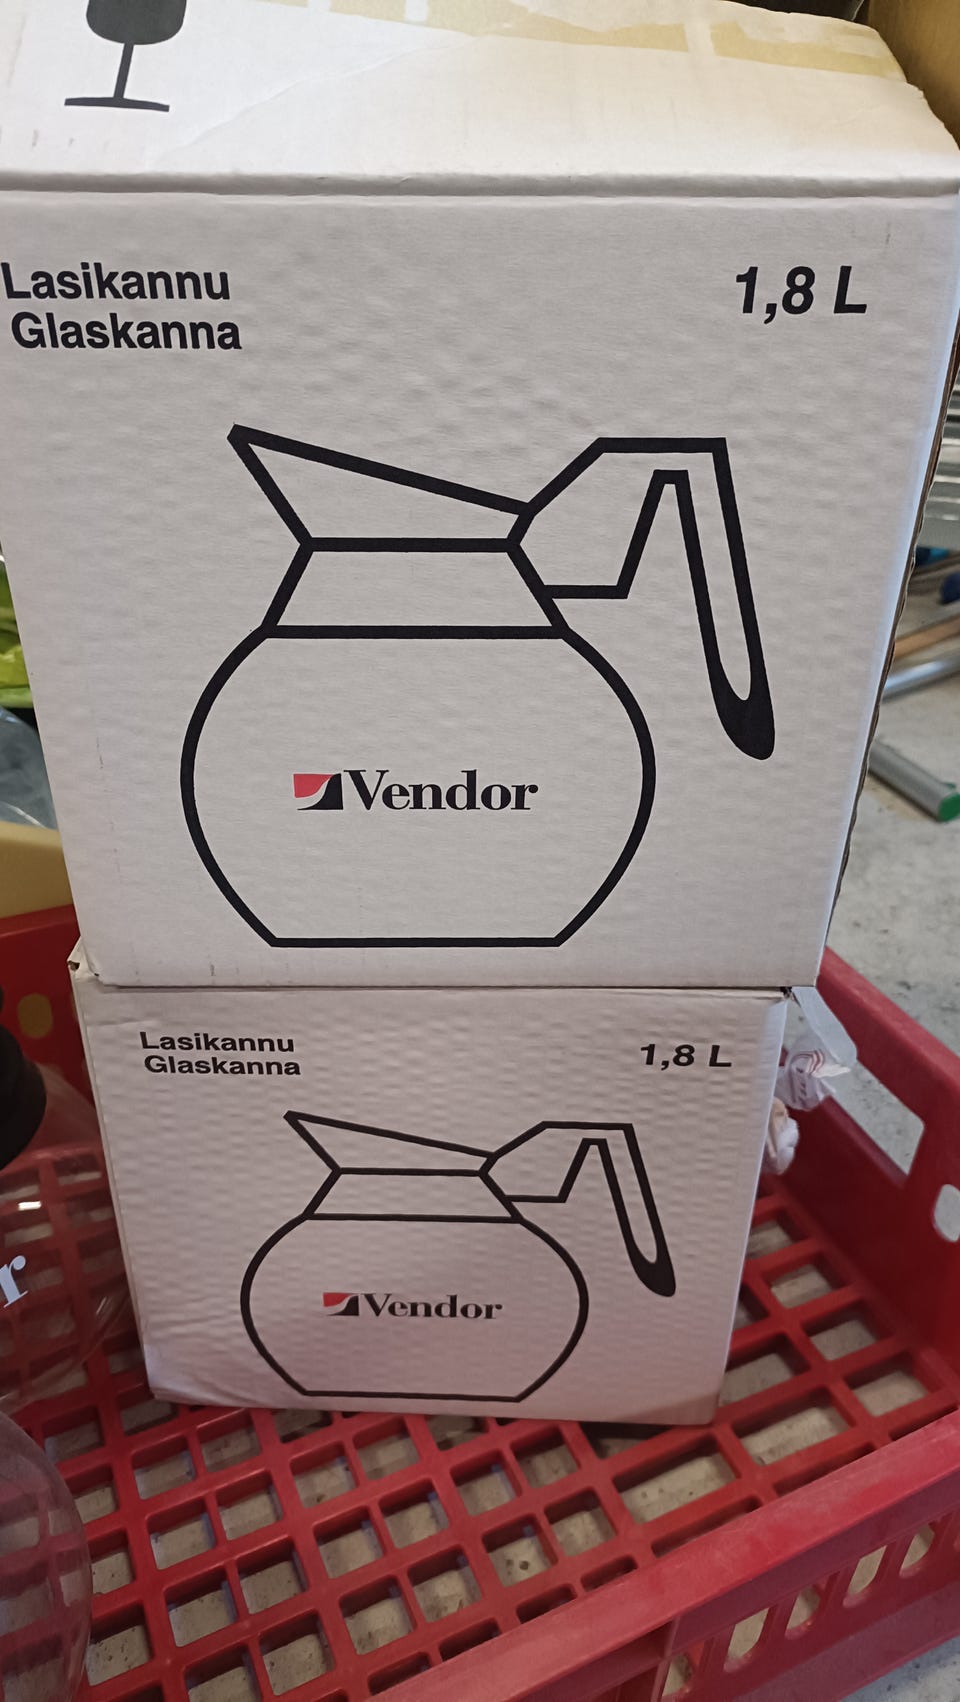 Lasikannu
Glaskanna
1,8 L
Vendor
Lasikannu
Glaskanna
1,8 L
Vendor
r